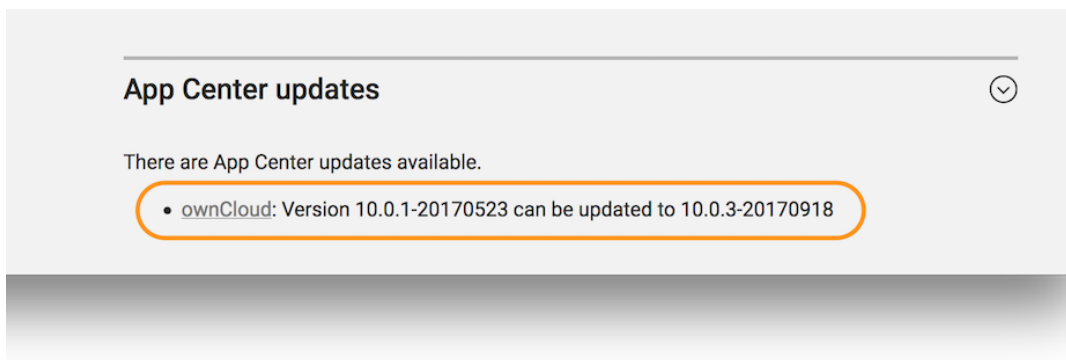 App Center updates
There are App Center updates available.
• ownCloud: Version 10.0.1-20170523 can be updated to 10.0.3-20170918